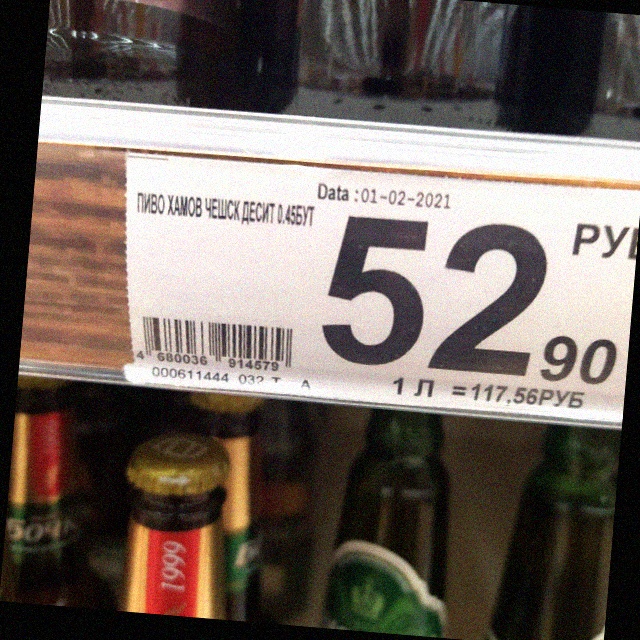 Data : 01-02-2021
ПИВО ХАМОВ ЧЕШСК ДЕСИТ 0.45БУТ
52 90
РУБ
4 680036 914579
000611444 032 T A
1 Л =117.56РУБ
БОЧК
1999